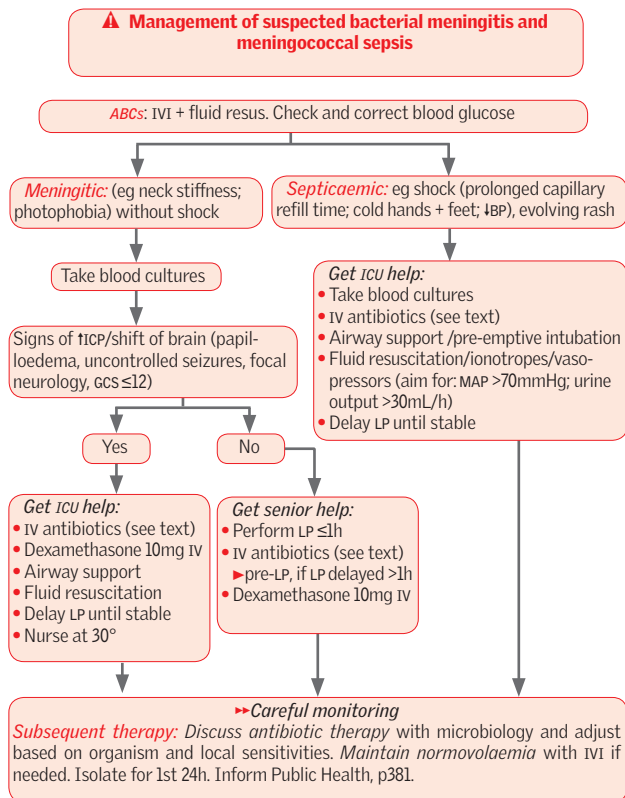 ⚠ Management of suspected bacterial meningitis and
meningococcal sepsis
ABCs: IVI + fluid resus. Check and correct blood glucose
Meningitic: (eg neck stiffness;
photophobia) without shock
Septicaemic: eg shock (prolonged capillary
refill time; cold hands + feet; ↓BP), evolving rash
Take blood cultures
Signs of ↑ICP/shift of brain (papil-
loedema, uncontrolled seizures, focal
neurology, GCS ≤12)
Get ICU help:
• Take blood cultures
• IV antibiotics (see text)
• Airway support /pre-emptive intubation
• Fluid resuscitation/ionotropes/vaso-
pressors (aim for: MAP >70mmHg; urine
output >30mL/h)
• Delay LP until stable
Yes
No
Get ICU help:
• IV antibiotics (see text)
• Dexamethasone 10mg IV
• Airway support
• Fluid resuscitation
• Delay LP until stable
• Nurse at 30°
Get senior help:
• Perform LP ≤1h
• IV antibiotics (see text)
▶pre-LP, if LP delayed >1h
• Dexamethasone 10mg IV
▶▶Careful monitoring
Subsequent therapy: Discuss antibiotic therapy with microbiology and adjust
based on organism and local sensitivities. Maintain normovolaemia with IVI if
needed. Isolate for 1st 24h. Inform Public Health, p381.